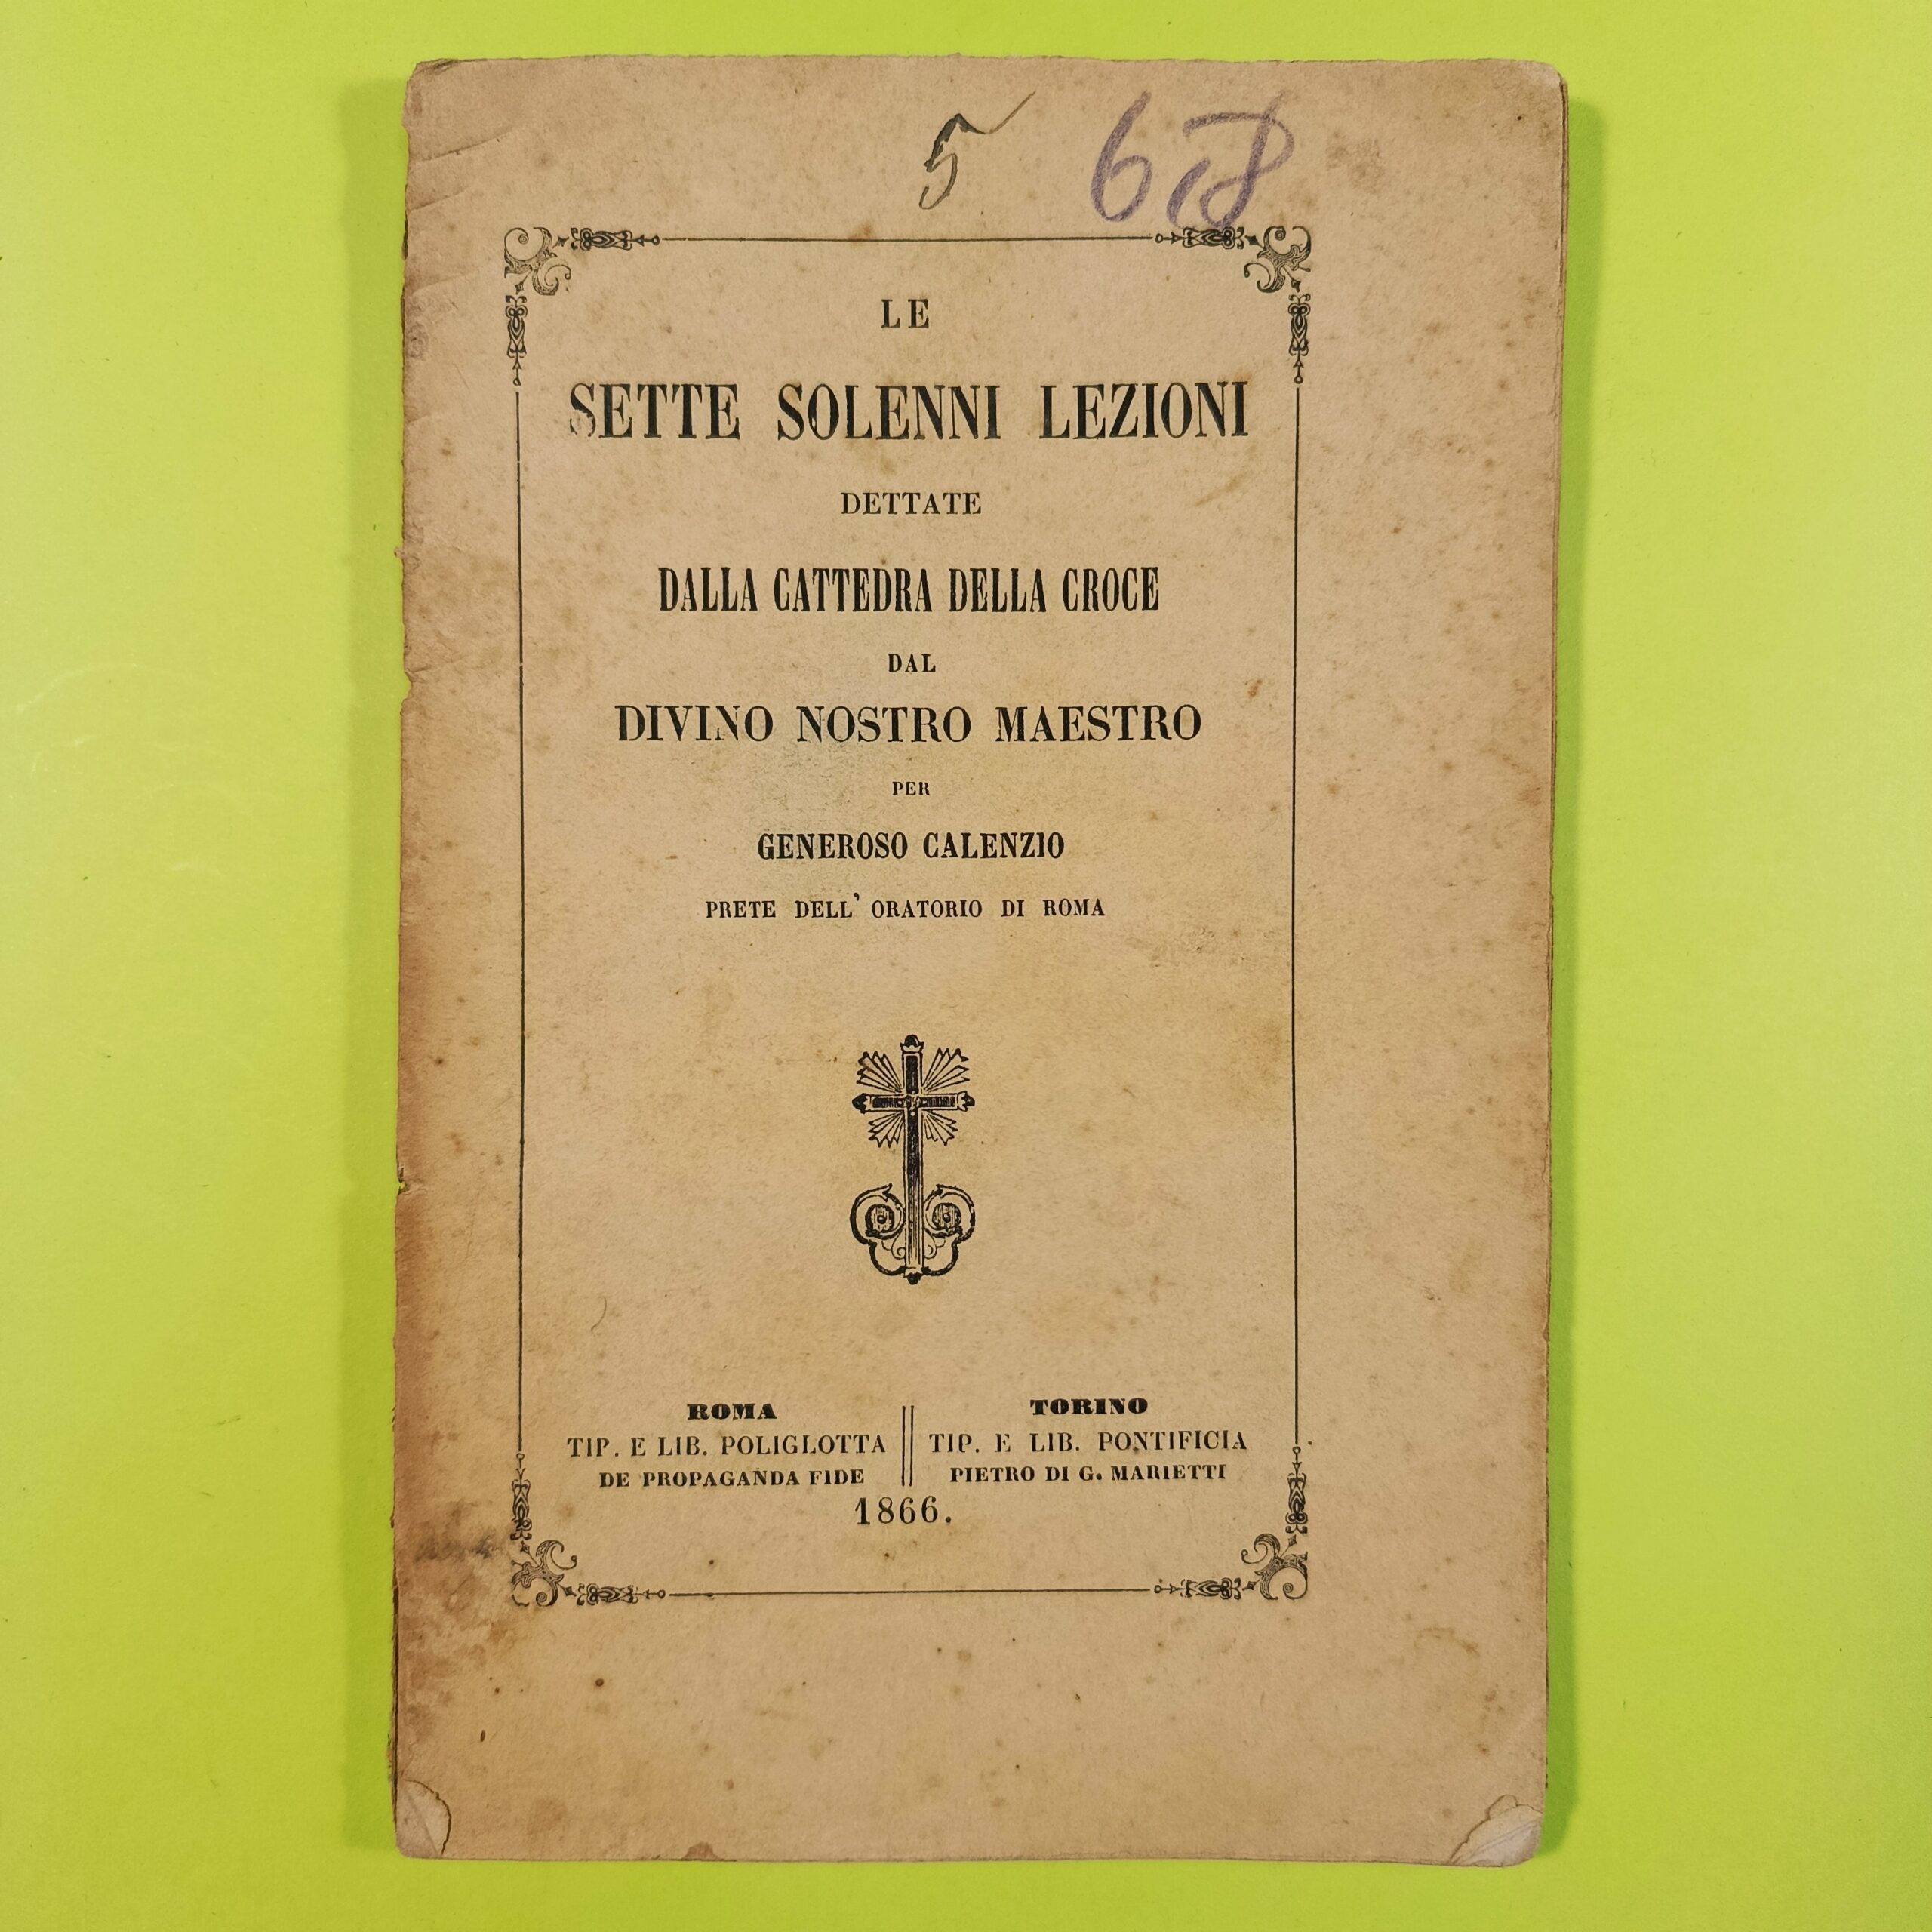 5
LE
SETTE SOLENNI LEZIONI
DETTATE
DALLA CATTEDRA DELLA CROCE
DAL
DIVINO NOSTRO MAESTRO
PER
GENEROSO CALENZIO
PRETE DELL' ORATORIO DI ROMA
ROMA
TIP. E LIB. POLIGLOTTA
DE PROPAGANDA FIDE
TORINO
TIP. E LIB. PONTIFICIA
PIETRO DI G. MARIETTI
1866.